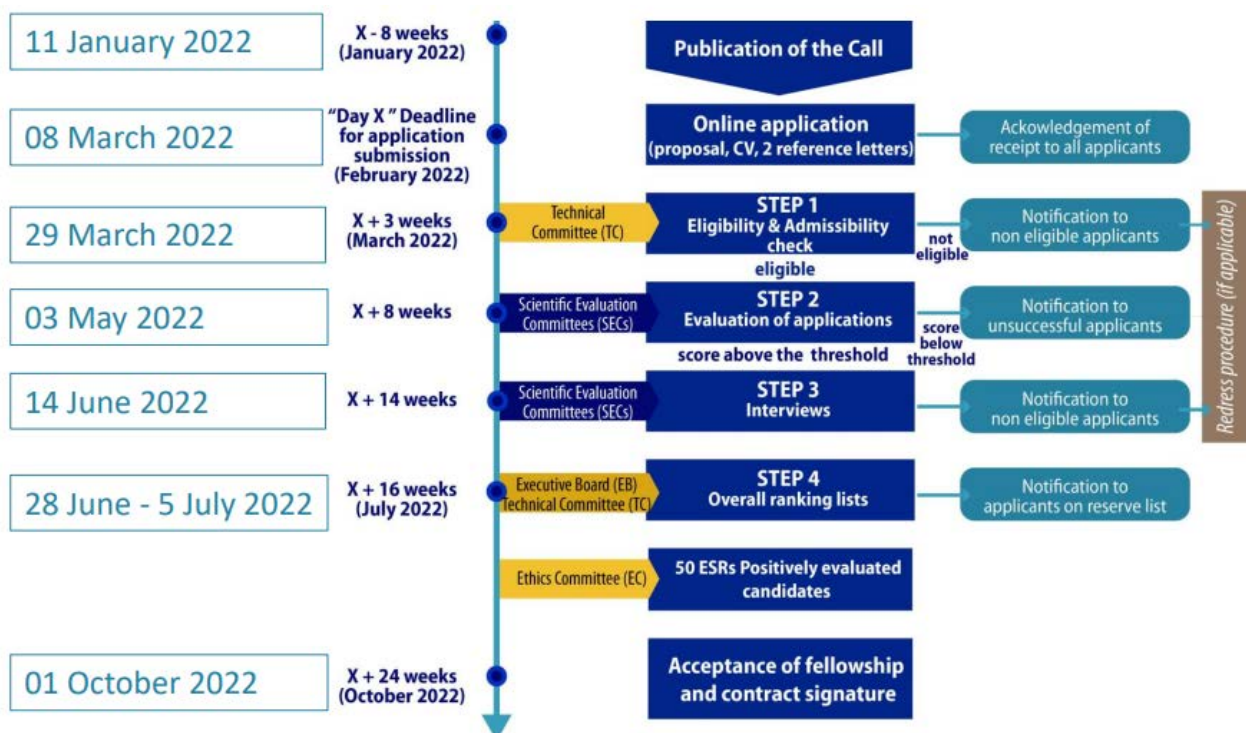 11 January 2022
X - 8 weeks
(January 2022)
Publication of the Call
08 March 2022
"Day X" Deadline
for application
submission
(February 2022)
Online application
(proposal, CV, 2 reference letters)
Ackowledgement of
receipt to all applicants
29 March 2022
X + 3 weeks
(March 2022)
Technical
Committee (TC)
STEP 1
Eligibility & Admissibility
check
not
eligible
Notification to
non eligible applicants
eligible
03 May 2022
X + 8 weeks
Scientific Evaluation
Committees (SECs)
STEP 2
Evaluation of applications
score
below
threshold
Notification to
unsuccessful applicants
score above the threshold
14 June 2022
X + 14 weeks
Scientific Evaluation
Committees (SECs)
STEP 3
Interviews
Notification to
non eligible applicants
Redress procedure (if applicable)
28 June - 5 July 2022
X + 16 weeks
(July 2022)
Executive Board (EB)
Technical Committee (TC)
STEP 4
Overall ranking lists
Notification to
applicants on reserve list
Ethics Committee (EC)
50 ESRs Positively evaluated
candidates
01 October 2022
X + 24 weeks
(October 2022)
Acceptance of fellowship
and contract signature